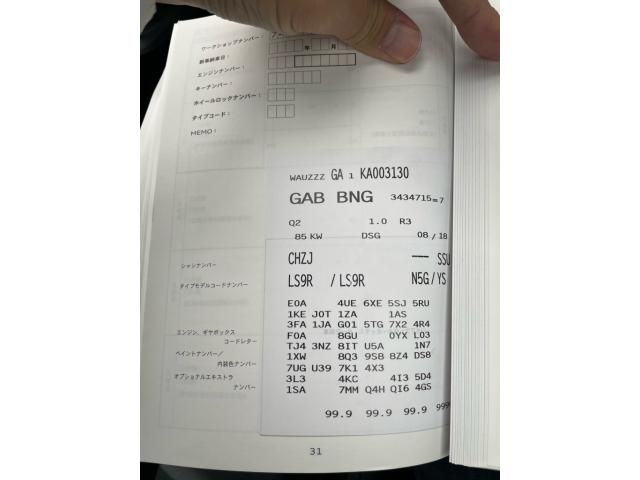 ワークショップナンバー:
新車納車日: 年 月
エンジンナンバー:
キーナンバー:
ホイールロックナンバー:
タイプコード:
MEMO:
WAUZZZ GA 1 KA003130
GAB BNG 3434715=7
Q2 1.0 R3
85 KW DSG 08/18
CHZJ --- SSU
シャシナンバー
LS9R /LS9R N5G/YS
タイプモデルコードナンバー
E0A 4UE 6XE 5SJ 5RU
1KE J0T 1ZA 1AS
3FA 1JA G01 5TG 7X2 4R4
F0A 8GU 0YX L03
エンジン、ギヤボックス
コードレター
TJ4 3NZ 8IT U5A 1N7
ペイントナンバー/
内装色ナンバー
1XW 8Q3 9S8 8Z4 DS8
7UG U39 7K1 4X3
オプショナルエキストラ
ナンバー
3L3 4KC 4I3 5D4
1SA 7MM Q4H QI6 4GS
99.9 99.9 99.9 999
31